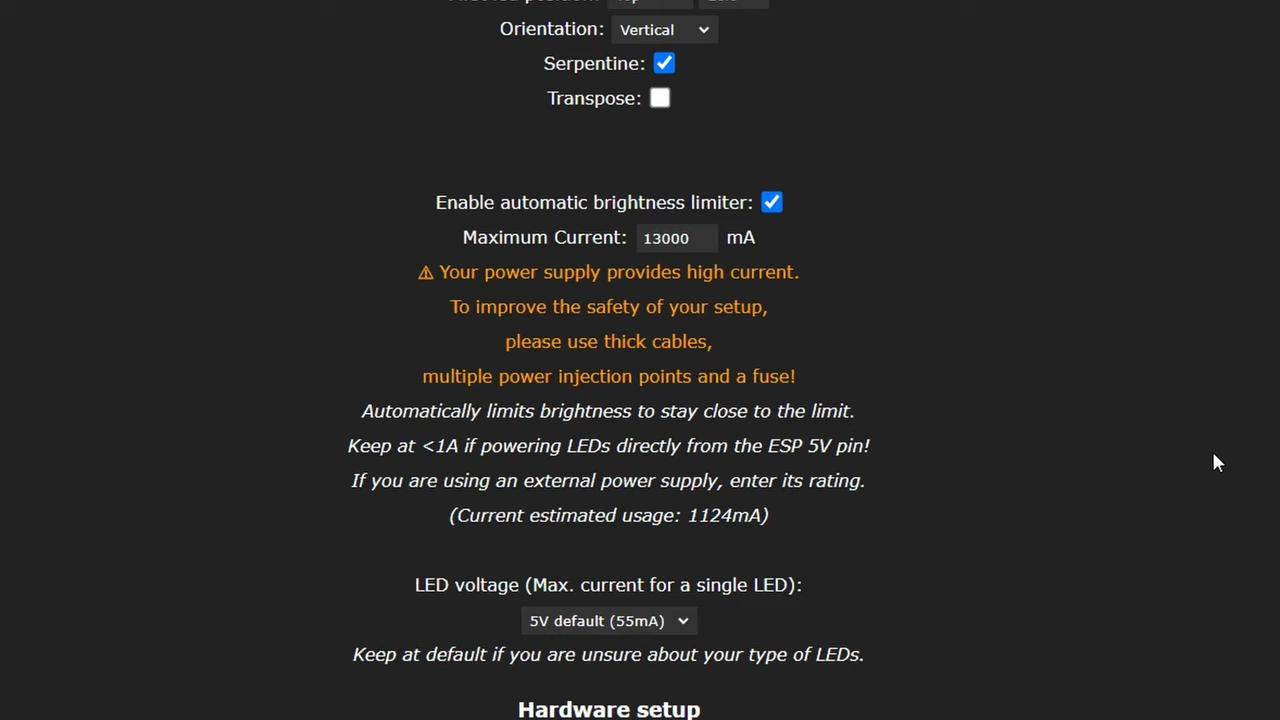 Orientation: Vertical
Serpentine:
Transpose:
Enable automatic brightness limiter:
Maximum Current: 13000 mA
⚠ Your power supply provides high current.
To improve the safety of your setup,
please use thick cables,
multiple power injection points and a fuse!
Automatically limits brightness to stay close to the limit.
Keep at <1A if powering LEDs directly from the ESP 5V pin!
If you are using an external power supply, enter its rating.
(Current estimated usage: 1124mA)
LED voltage (Max. current for a single LED):
5V default (55mA)
Keep at default if you are unsure about your type of LEDs.
Hardware setup